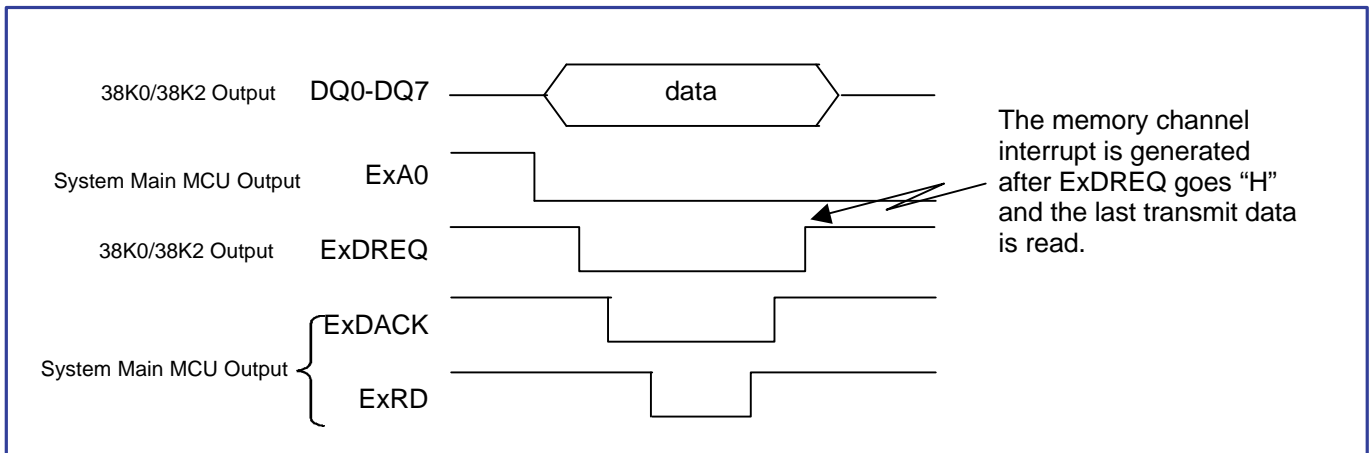 38K0/38K2 Output DQ0-DQ7 data
System Main MCU Output ExA0
38K0/38K2 Output ExDREQ
ExDACK
System Main MCU Output
ExRD
The memory channel
interrupt is generated
after ExDREQ goes “H”
and the last transmit data
is read.